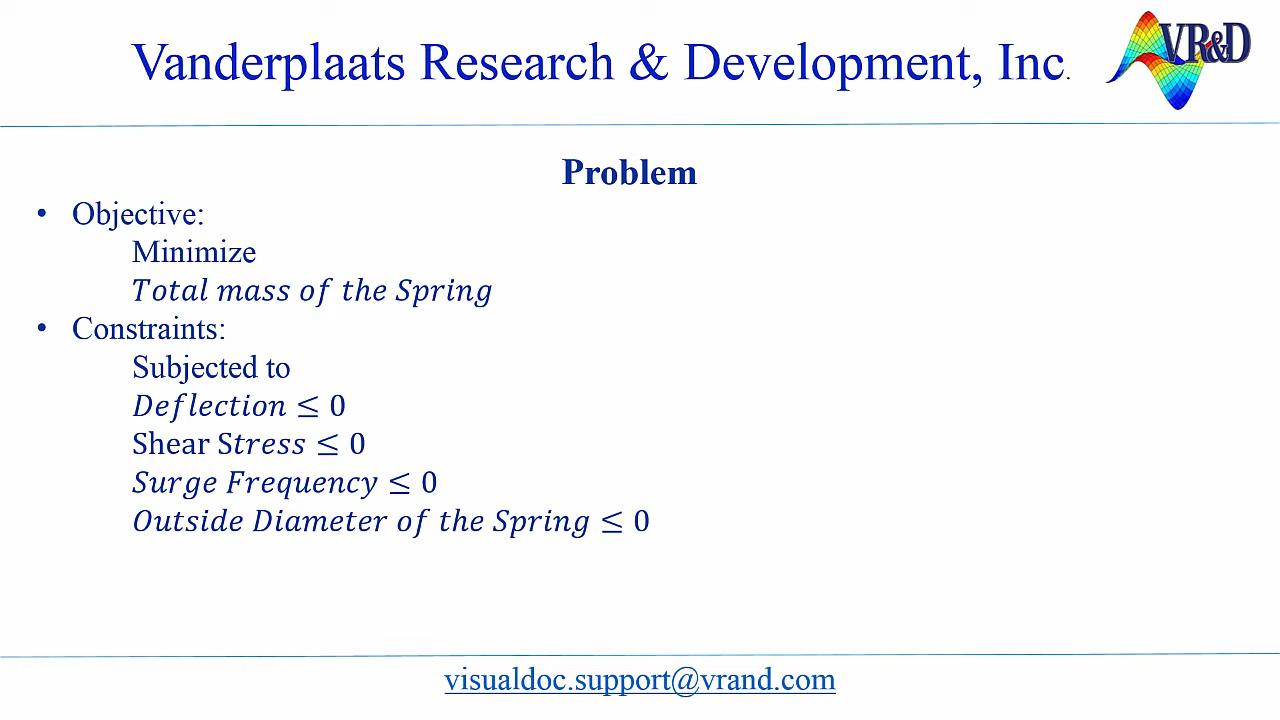 Vanderplaats Research & Development, Inc.
VR&D
Problem
• Objective:
Minimize
Total mass of the Spring
• Constraints:
Subjected to
Deflection ≤ 0
Shear Stress ≤ 0
Surge Frequency ≤ 0
Outside Diameter of the Spring ≤ 0
visualdoc.support@vrand.com